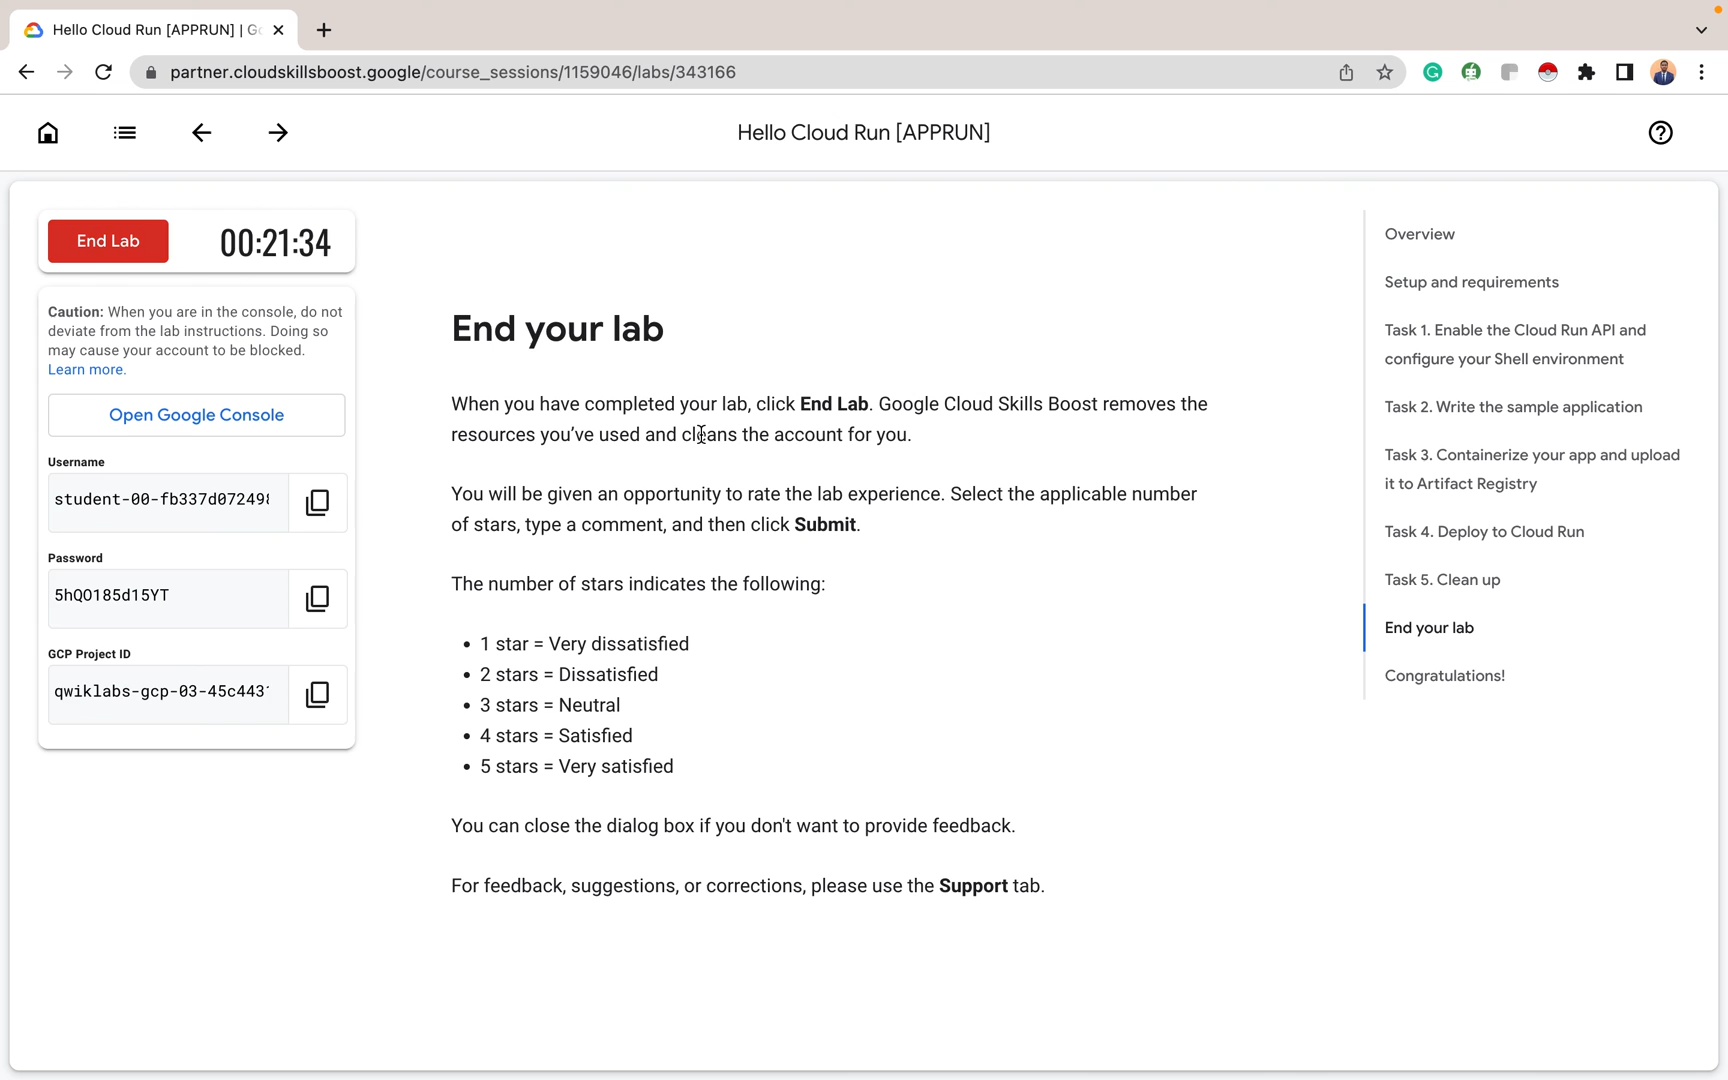 Hello Cloud Run [APPRUN] | Go
partner.cloudskillsboost.google/course_sessions/1159046/labs/343166
Hello Cloud Run [APPRUN]
End Lab
00:21:34
Caution: When you are in the console, do not
deviate from the lab instructions. Doing so
may cause your account to be blocked.
Learn more.
Open Google Console
Username
student-00-fb337d07249
Password
5hQO185d15YT
GCP Project ID
qwiklabs-gcp-03-45c443
End your lab
When you have completed your lab, click End Lab. Google Cloud Skills Boost removes the
resources you’ve used and cleans the account for you.
You will be given an opportunity to rate the lab experience. Select the applicable number
of stars, type a comment, and then click Submit.
The number of stars indicates the following:
• 1 star = Very dissatisfied
• 2 stars = Dissatisfied
• 3 stars = Neutral
• 4 stars = Satisfied
• 5 stars = Very satisfied
You can close the dialog box if you don't want to provide feedback.
For feedback, suggestions, or corrections, please use the Support tab.
Overview
Setup and requirements
Task 1. Enable the Cloud Run API and
configure your Shell environment
Task 2. Write the sample application
Task 3. Containerize your app and upload
it to Artifact Registry
Task 4. Deploy to Cloud Run
Task 5. Clean up
End your lab
Congratulations!